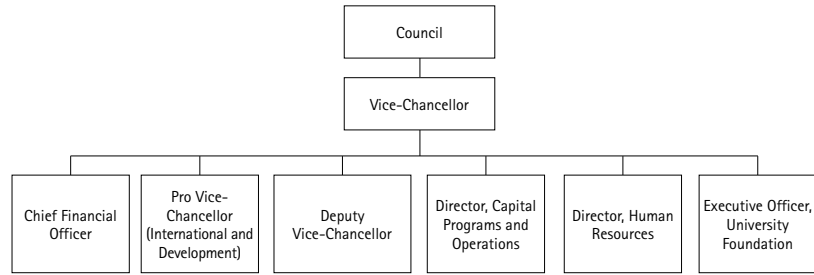 Council
Vice-Chancellor
Chief Financial
Officer
Pro Vice-
Chancellor
(International and
Development)
Deputy
Vice-Chancellor
Director, Capital
Programs and
Operations
Director, Human
Resources
Executive Officer,
University
Foundation